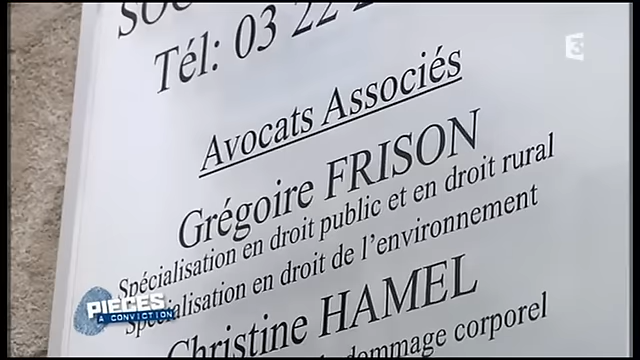 Tél: 03 22
Avocats Associés
Grégoire FRISON
Spécialisation en droit public et en droit rural
Spécialisation en droit de l'environnement
Christine HAMEL
dommage corporel
3
PIECES
A CONVICTION